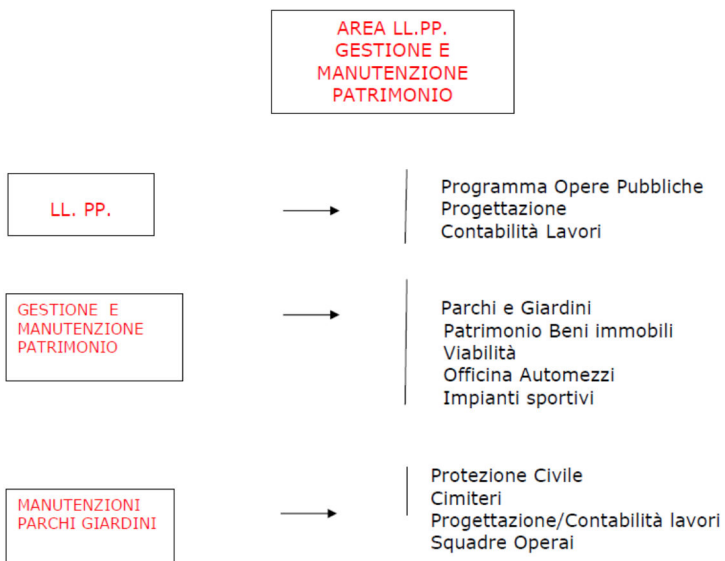 AREA LL.PP.
GESTIONE E
MANUTENZIONE
PATRIMONIO
LL. PP.
Programma Opere Pubbliche
Progettazione
Contabilità Lavori
GESTIONE E
MANUTENZIONE
PATRIMONIO
Parchi e Giardini
Patrimonio Beni immobili
Viabilità
Officina Automezzi
Impianti sportivi
MANUTENZIONI
PARCHI GIARDINI
Protezione Civile
Cimiteri
Progettazione/Contabilità lavori
Squadre Operai